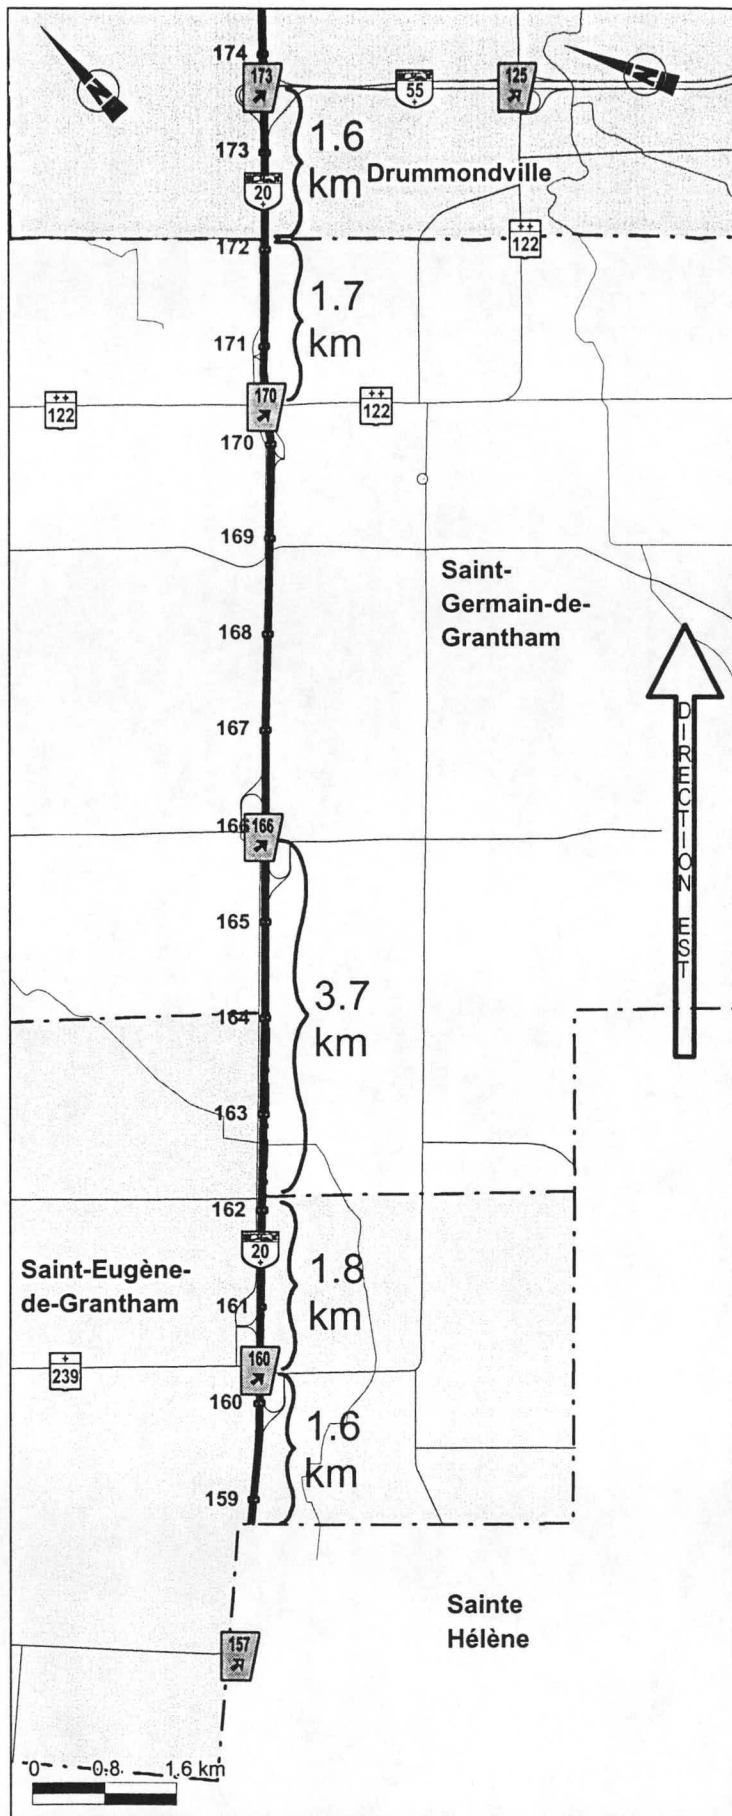 174
N
173
55
125
N
173
1.6
km
Drummondville
20
172
122
1.7
km
171
122
170
122
170
169
Saint-
Germain-de-
Grantham
168
DIRECTION EST
167
166
166
165
3.7
km
164
163
162
20
Saint-Eugène-
de-Grantham
1.8
km
161
239
160
160
1.6
km
159
Sainte
Hélène
157
0 0.8 1.6 km